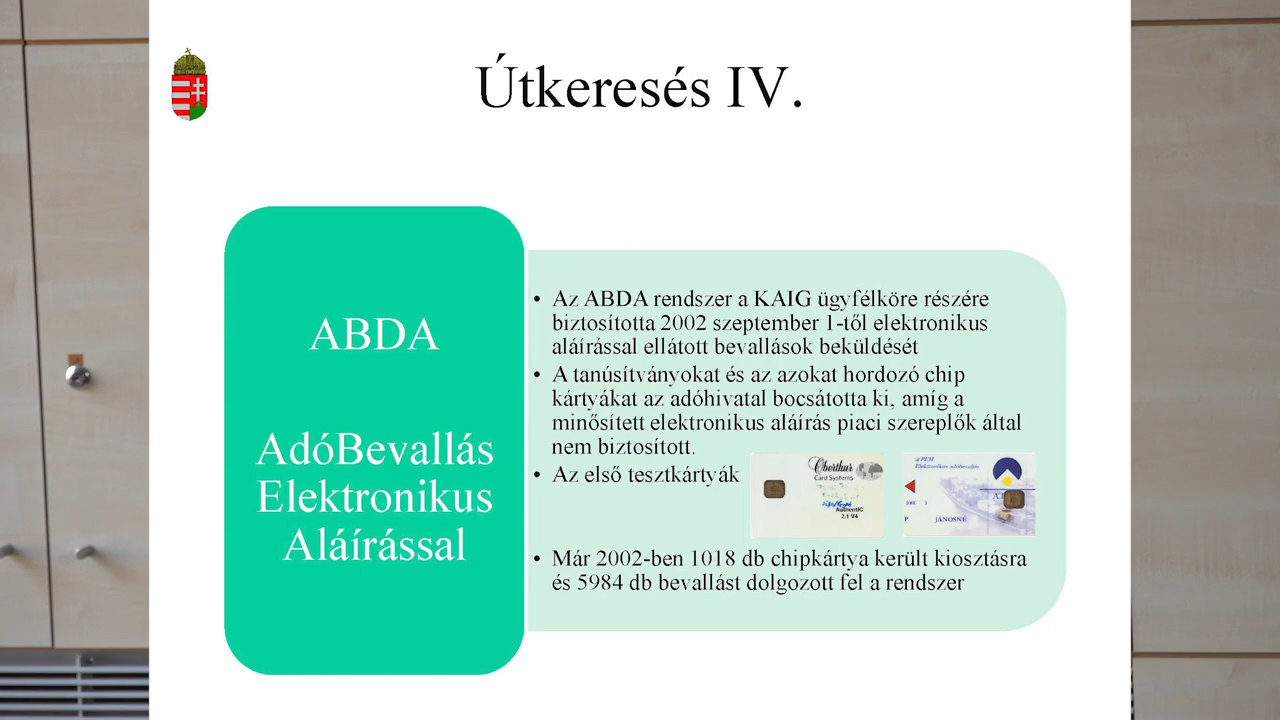 Útkeresés IV.
ABDA
AdóBevallás
Elektronikus
Aláírással
• Az ABDA rendszer a KAIG ügyfélköre részére
biztosította 2002 szeptember 1-től elektronikus
aláírással ellátott bevallások beküldését
• A tanúsítványokat és az azokat hordozó chip
kártyákat az adóhivatal bocsátotta ki, amíg a
minősített elektronikus aláírás piaci szereplők által
nem biztosított.
• Az első tesztkártyák
Oberthur
Card Systems
AuthentIC
2.1 V4
Elektronikus adóbevallás
P JÁNOSNÉ
• Már 2002-ben 1018 db chipkártya került kiosztásra
és 5984 db bevallást dolgozott fel a rendszer